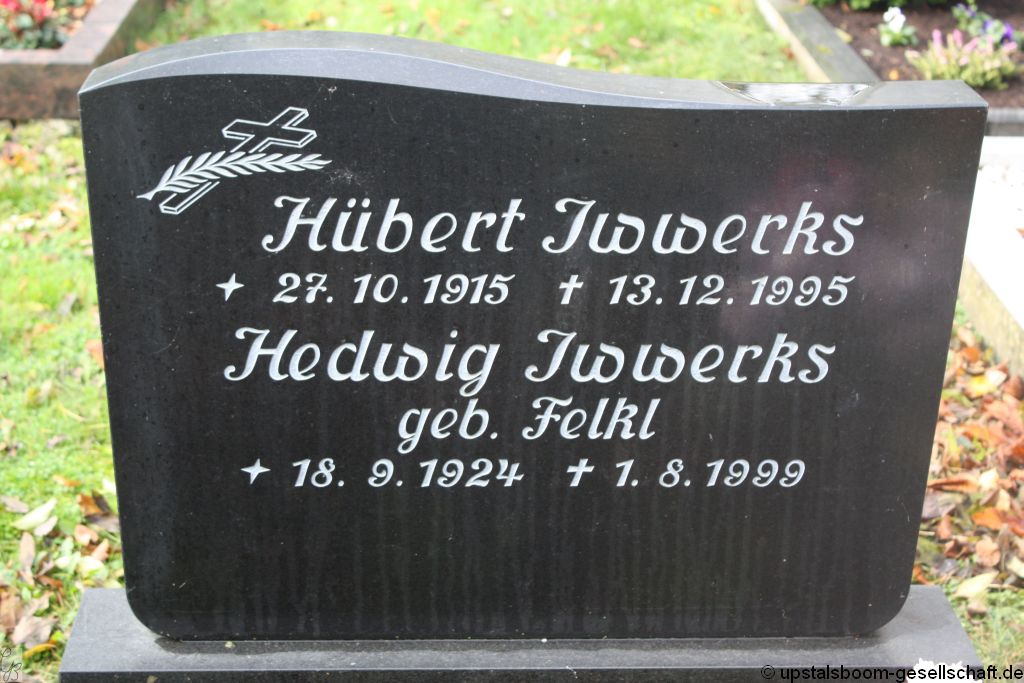 Hübert Iwwerks
✦ 27. 10. 1915 † 13. 12. 1995
Hedwig Iwwerks
geb. Felkl
✦ 18. 9. 1924 † 1. 8. 1999
© upstalsboom-gesellschaft.de